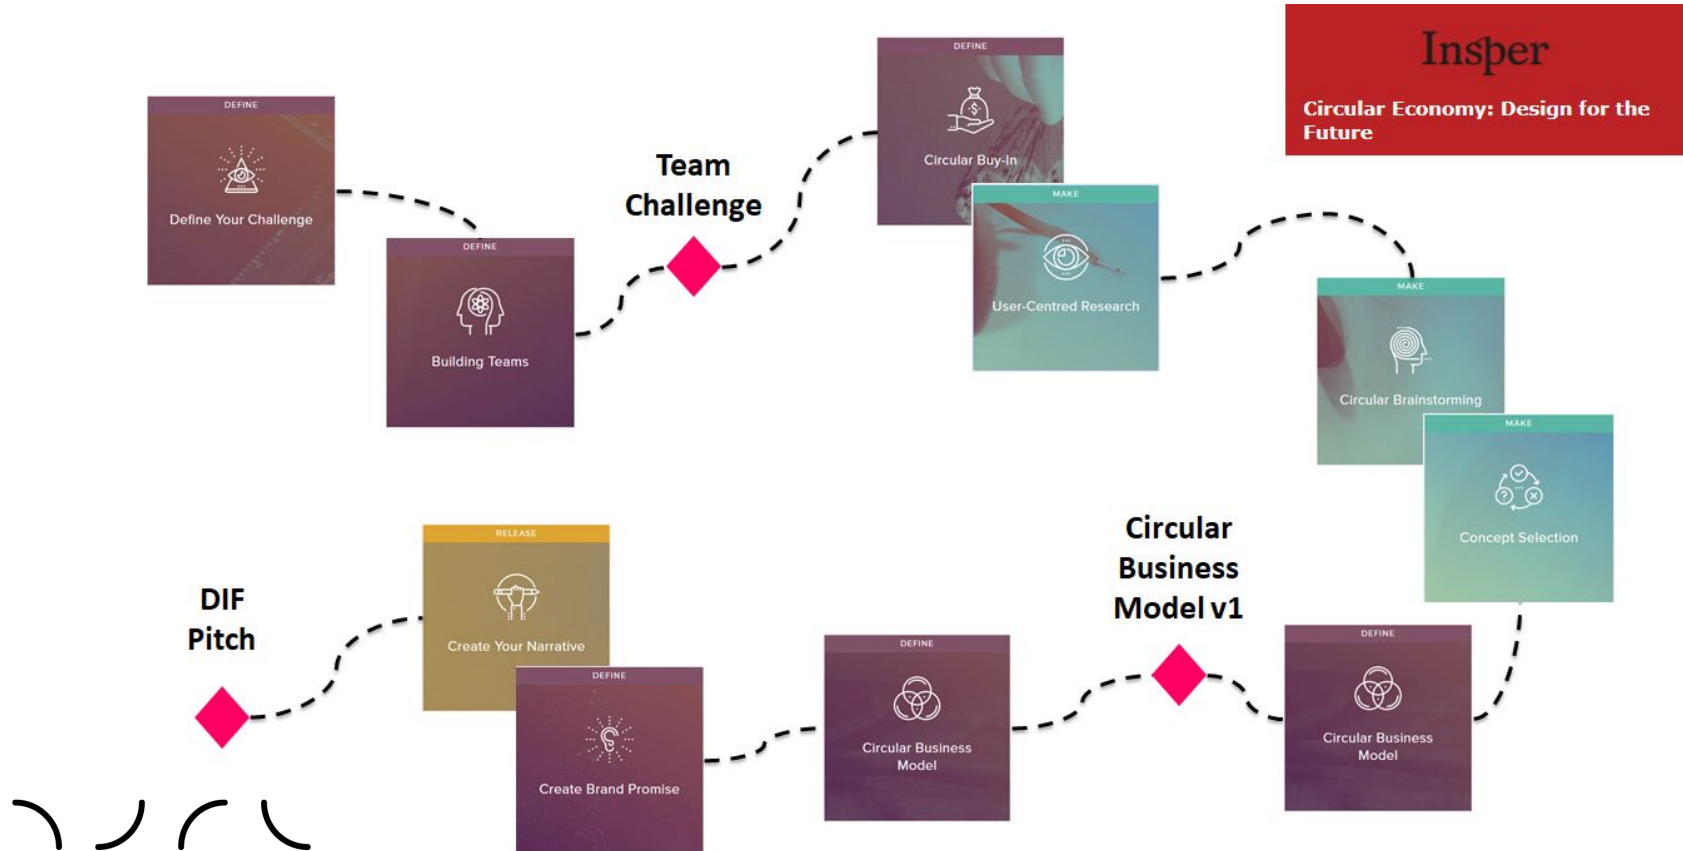 Insper
Circular Economy: Design for the
Future
DEFINE
Define Your Challenge
DEFINE
Building Teams
Team
Challenge
DEFINE
Circular Buy-In
MAKE
User-Centred Research
MAKE
Circular Brainstorming
MAKE
Concept Selection
DEFINE
Circular Business
Model
Circular
Business
Model v1
DEFINE
Circular Business
Model
DEFINE
Create Brand Promise
RELEASE
Create Your Narrative
DIF
Pitch